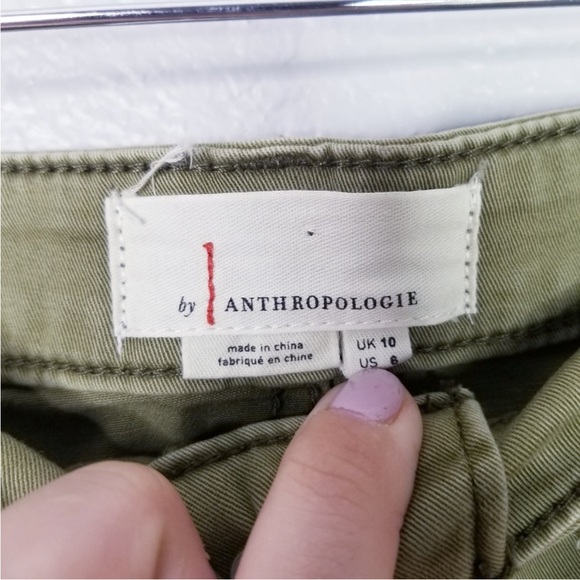 by ANTHROPOLOGIE
made in china
fabriqué en chine
UK 10
US 6